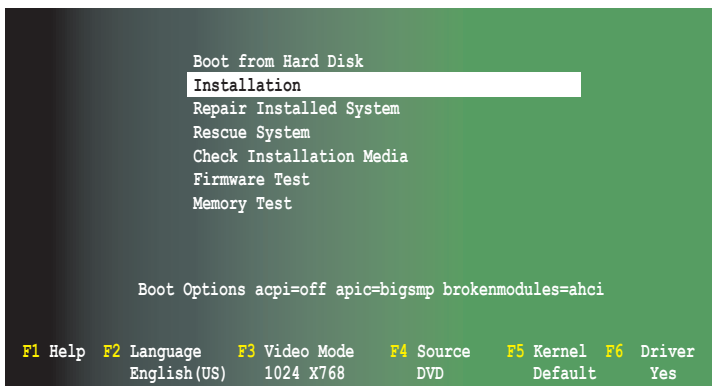 Boot from Hard Disk
Installation
Repair Installed System
Rescue System
Check Installation Media
Firmware Test
Memory Test
Boot Options acpi=off apic=bigsmp brokenmodules=ahci
F1 Help F2 Language F3 Video Mode F4 Source F5 Kernel F6 Driver
English(US) 1024 X768 DVD Default Yes